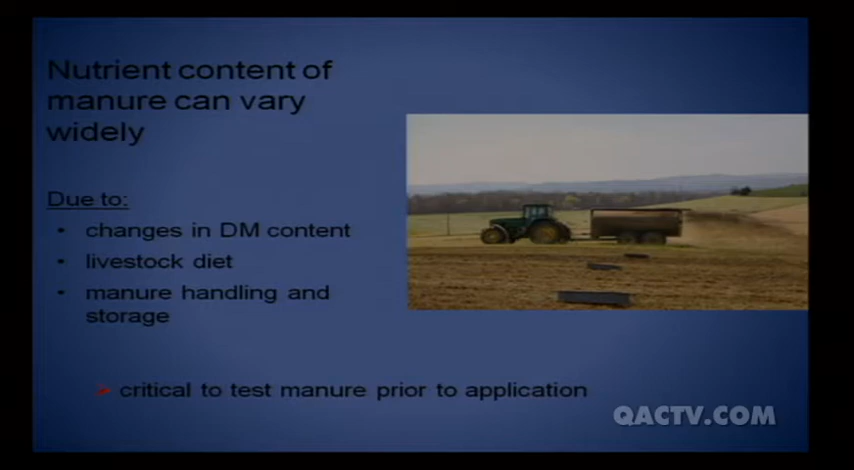 Nutrient content of
manure can vary
widely
Due to:
• changes in DM content
• livestock diet
• manure handling and
storage
➢ critical to test manure prior to application
QACTV.COM